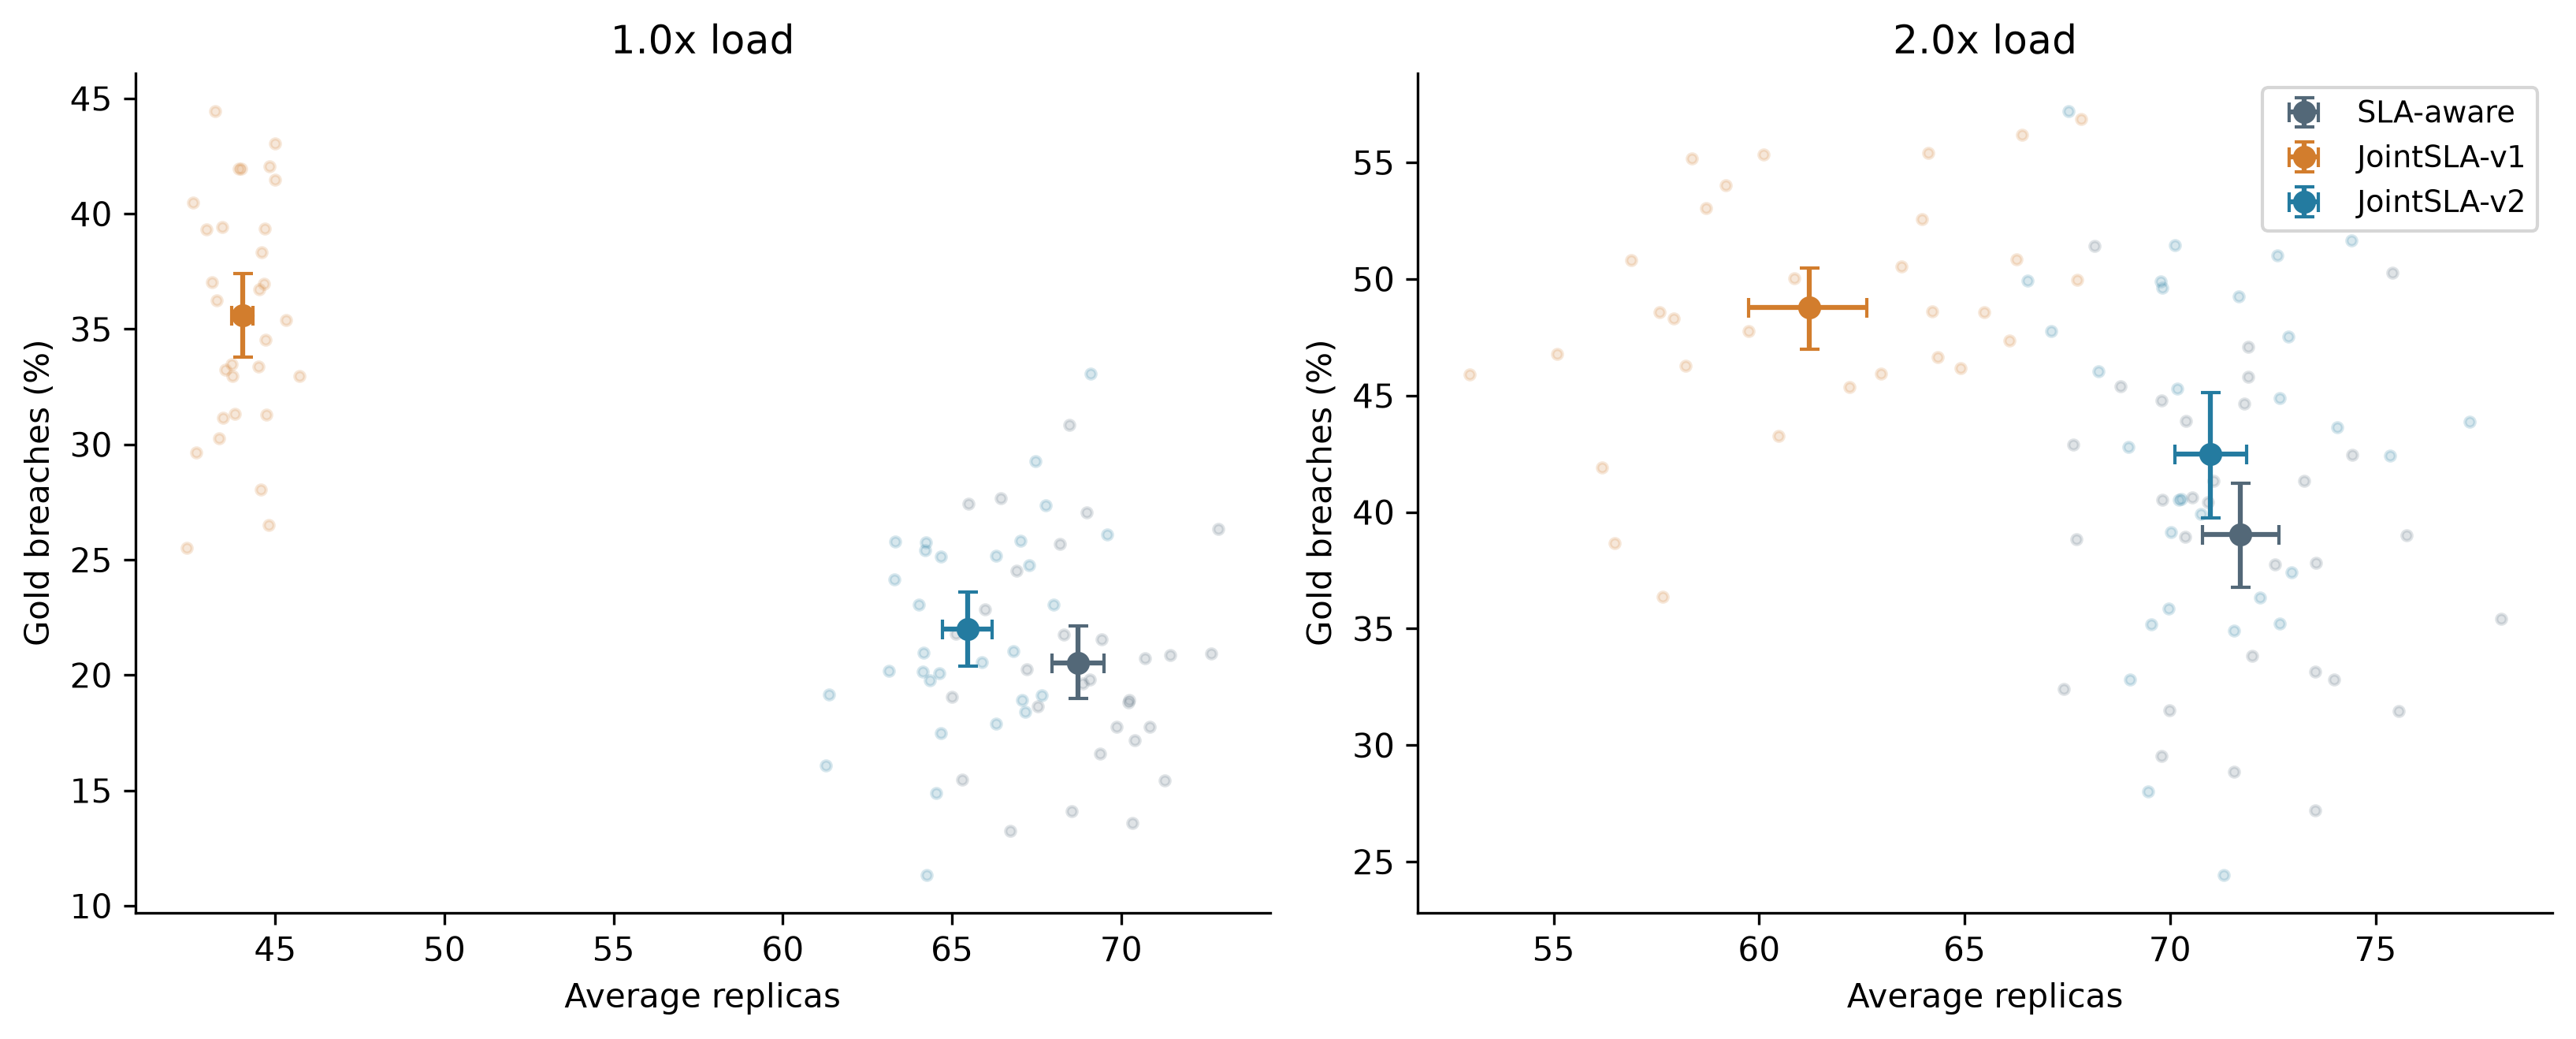 1.0x load
45
40
35
30
25
20
15
10
Gold breaches (%)
45 50 55 60 65 70
Average replicas
2.0x load
SLA-aware
JointSLA-v1
JointSLA-v2
55
50
45
40
35
30
25
Gold breaches (%)
55 60 65 70 75
Average replicas